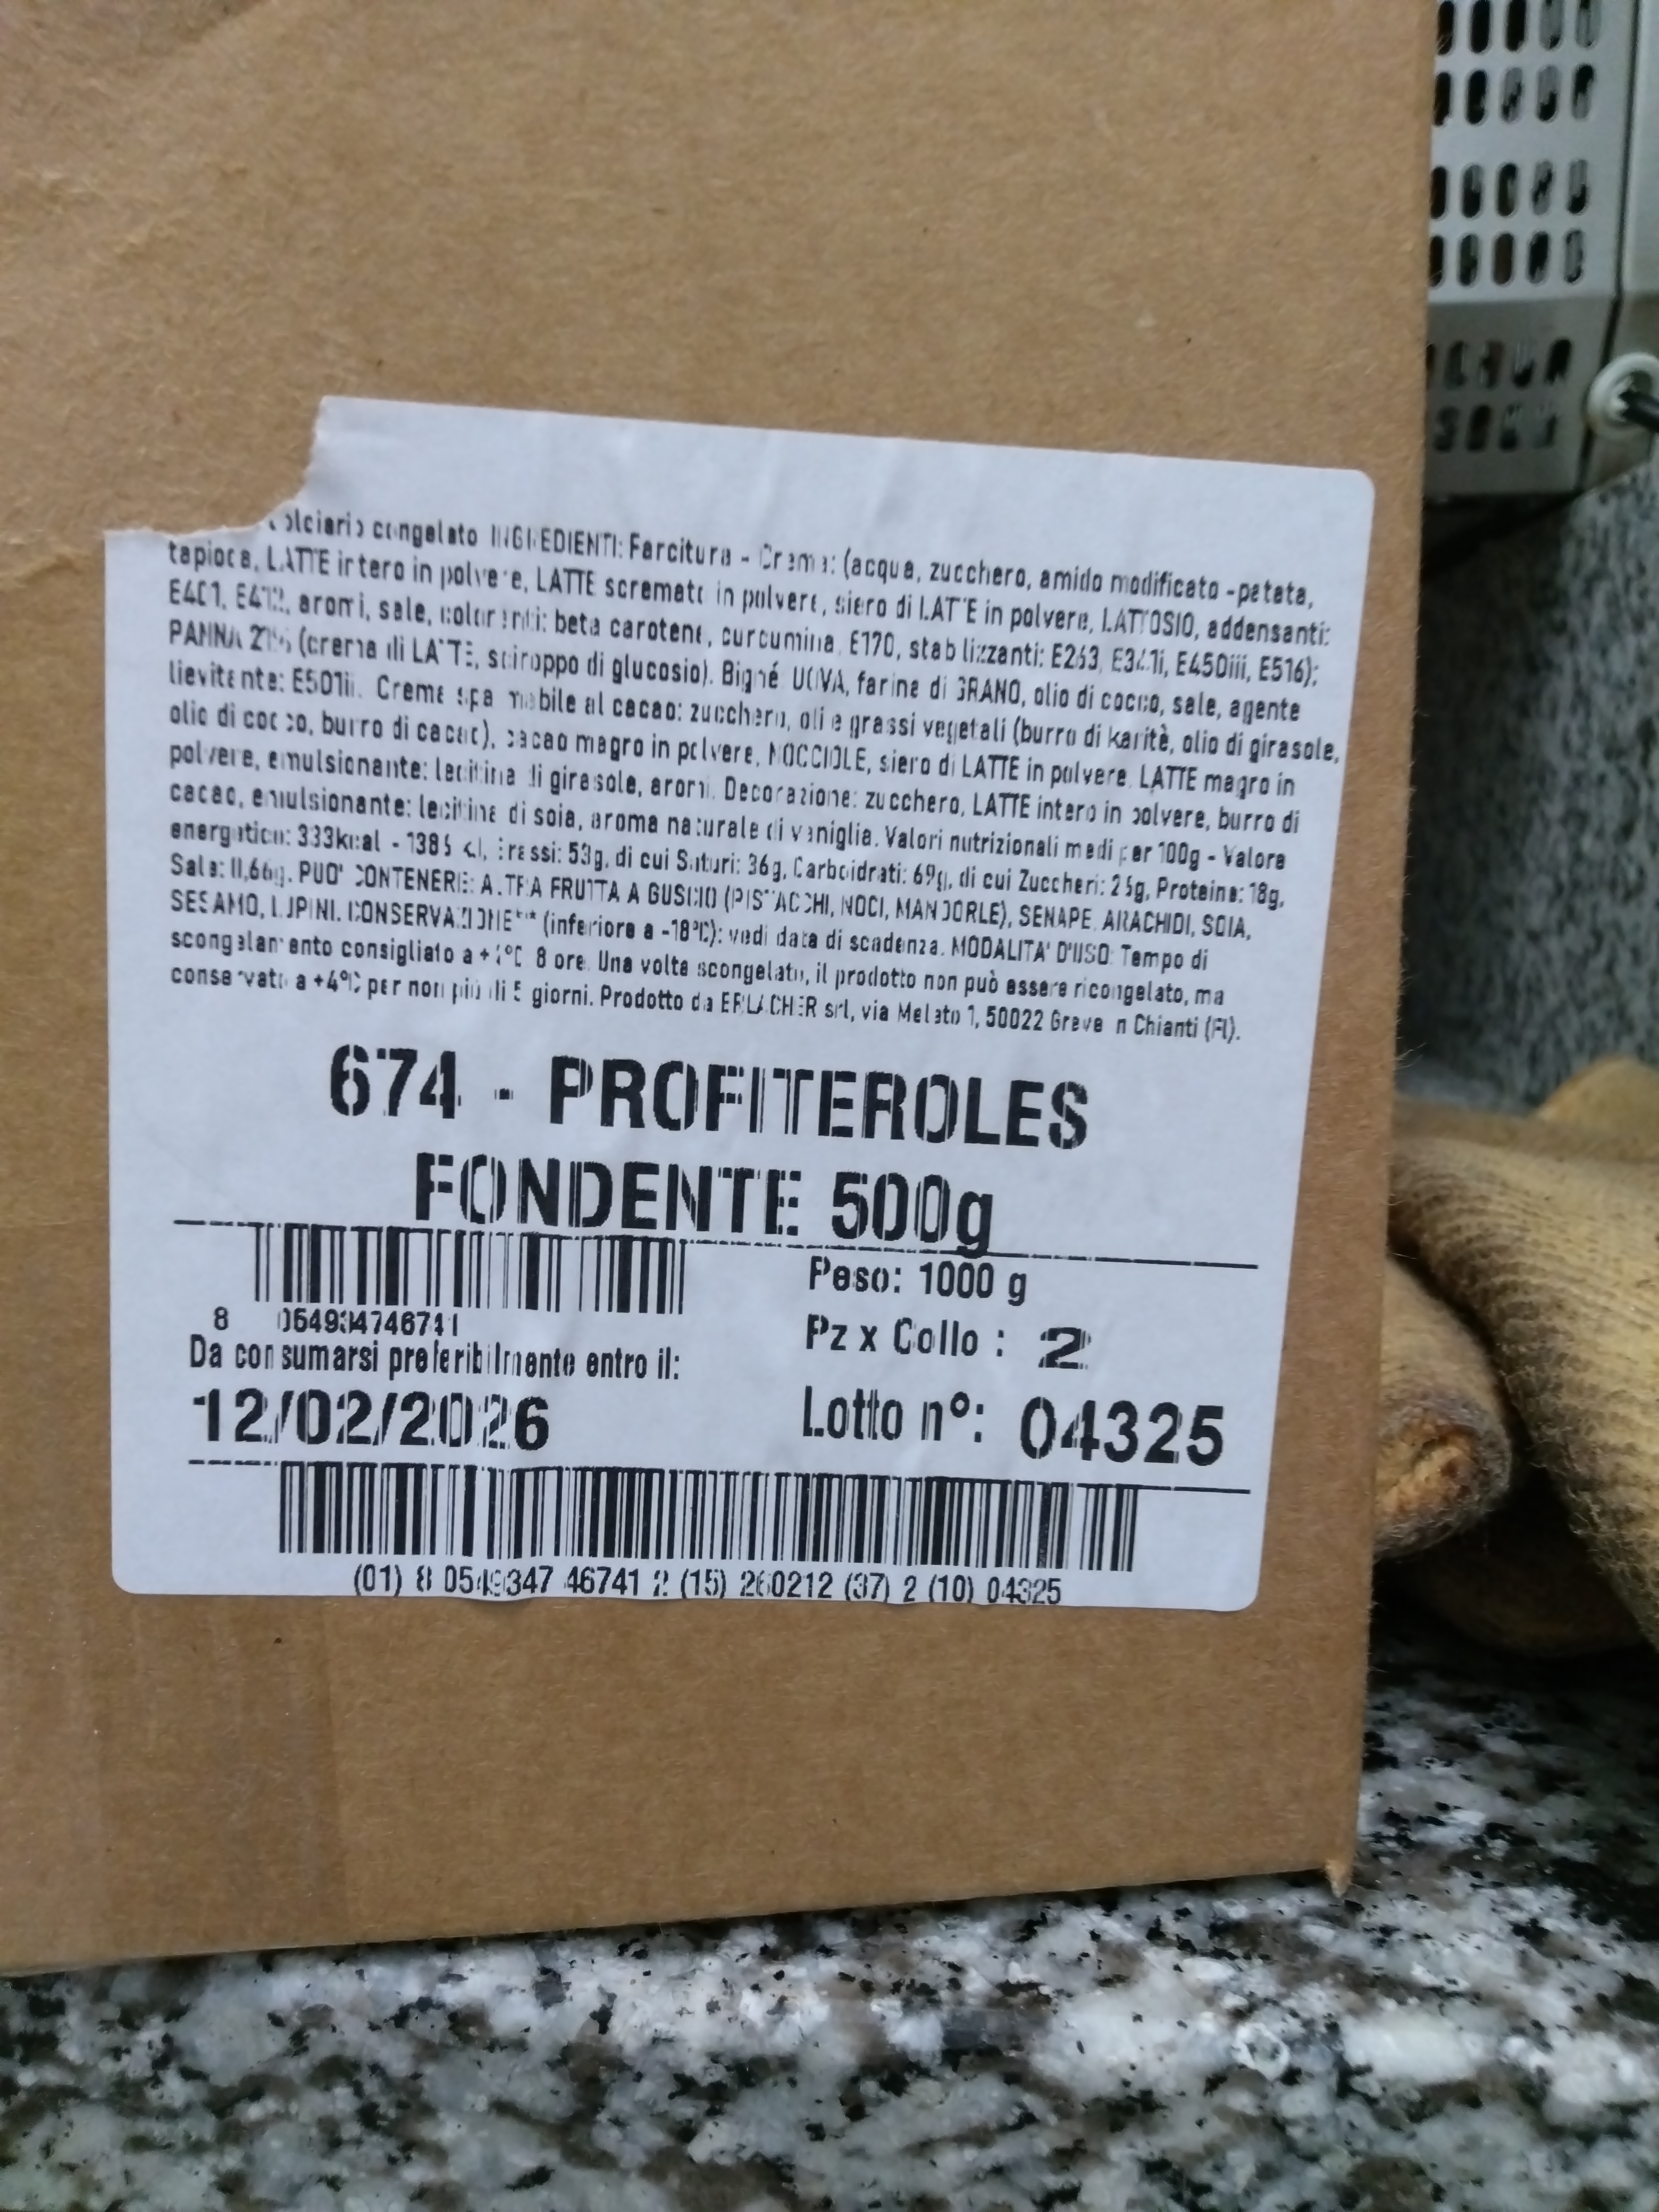 olciario congelato INGREDIENTI: Farcitura - Crema: (acqua, zucchero, amido modificato -patata,
tapioca, LATTE intero in polvere, LATTE scremato in polvere, siero di LATTE in polvere, LATTOSIO, addensanti:
E401, E412, aromi, sale, coloranti: beta carotene, curcumina, E170, stabilizzanti: E263, E341i, E450iii, E516);
PANNA (crema di LATTE, sciroppo di glucosio). Bigné: UOVA, farina di GRANO, olio di cocco, sale, agente
lievitante: E501ii. Crema spalmabile al cacao: zucchero, oli e grassi vegetali (burro di karitè, olio di girasole,
olio di cocco, burro di cacao), cacao magro in polvere, NOCCIOLE, siero di LATTE in polvere, LATTE magro in
polvere, emulsionante: lecitina di girasole, aromi. Decorazione: zucchero, LATTE intero in polvere, burro di
cacao, emulsionante: lecitina di soia, aroma naturale di vaniglia. Valori nutrizionali medi per 100g - Valore
energetico: 333kcal - kJ, Grassi: 53g, di cui Saturi: 36g, Carboidrati: 69g, di cui Zuccheri: Proteine: 18g,
Sale: 0,66g. PUO' CONTENERE: ALTRA FRUTTA A GUSCIO (PISTACCHI, NOCI, MANDORLE), SENAPE, ARACHIDI, SOIA,
SESAMO, LUPINI. CONSERVAZIONE*** (inferiore a -18°C): vedi data di scadenza. MODALITA' D'USO: Tempo di
scongelamento consigliato a 8 ore. Una volta scongelato, il prodotto non può essere ricongelato, ma
conservato a +4°C per non più di 5 giorni. Prodotto da ERLACHER srl, via Melato 1, 50022 Greve in Chianti (FI).
674 - PROFITEROLES
FONDENTE 500g
8 054934746741
Peso: 1000 g
Pz x Collo : 2
Da consumarsi preferibilmente entro il:
12/02/2026
Lotto n°: 04325
(01) 8 0549347 46741 2 (15) 260212 (37) 2 (10) 04325